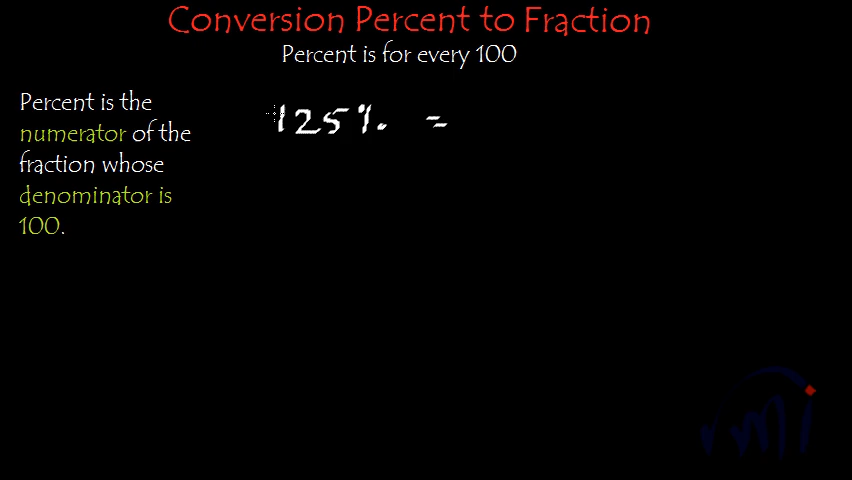 Conversion Percent to Fraction
Percent is for every 100
Percent is the
numerator of the
fraction whose
denominator is
100.
125% =
rmi